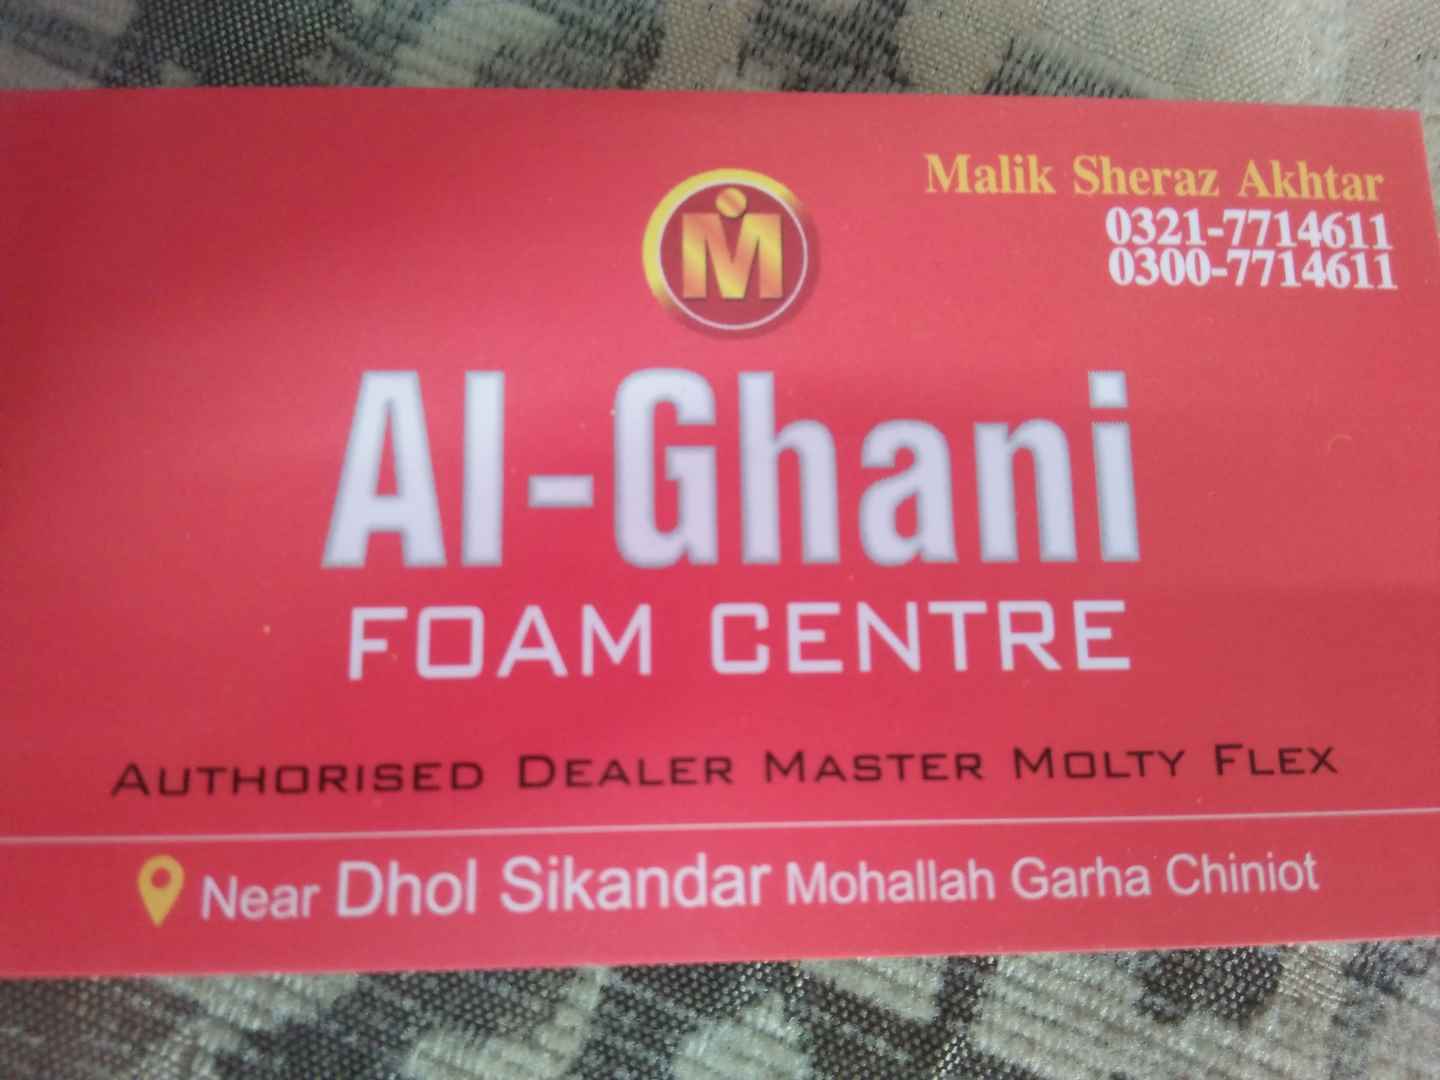 Malik Sheraz Akhtar
0321-7714611
0300-7714611
M
Al-Ghani
FOAM CENTRE
AUTHORISED DEALER MASTER MOLTY FLEX
Near Dhol Sikandar Mohallah Garha Chiniot